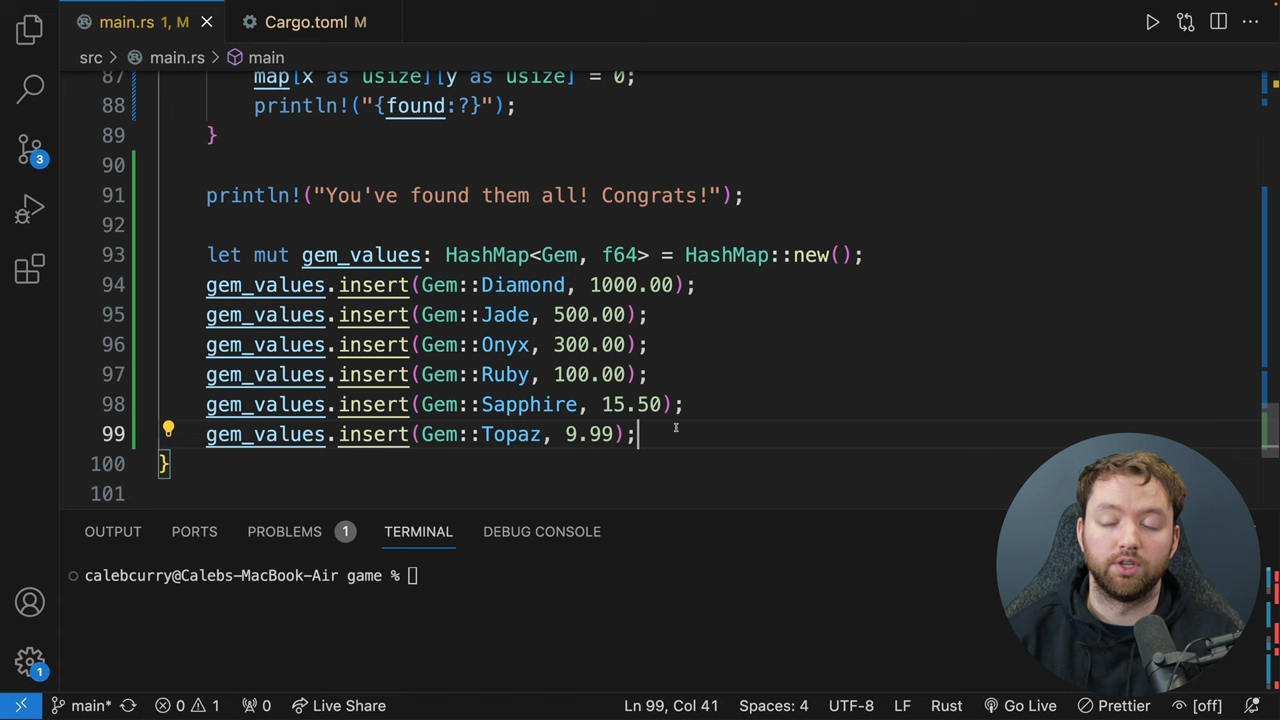 main.rs 1, M
Cargo.toml M
src > main.rs > main
87 map[x as usize][y as usize] = 0;
88 println!("{found:?}");
89 }
90
91 println!("You've found them all! Congrats!");
92
93 let mut gem_values: HashMap<Gem, f64> = HashMap::new();
94 gem_values.insert(Gem::Diamond, 1000.00);
95 gem_values.insert(Gem::Jade, 500.00);
96 gem_values.insert(Gem::Onyx, 300.00);
97 gem_values.insert(Gem::Ruby, 100.00);
98 gem_values.insert(Gem::Sapphire, 15.50);
99 gem_values.insert(Gem::Topaz, 9.99);
100 }
101
3
OUTPUT PORTS PROBLEMS 1 TERMINAL DEBUG CONSOLE
calebcurry@Calebs-MacBook-Air game %
1
main* 0 1 0 Live Share Ln 99, Col 41 Spaces: 4 UTF-8 LF Rust Go Live Prettier [off]